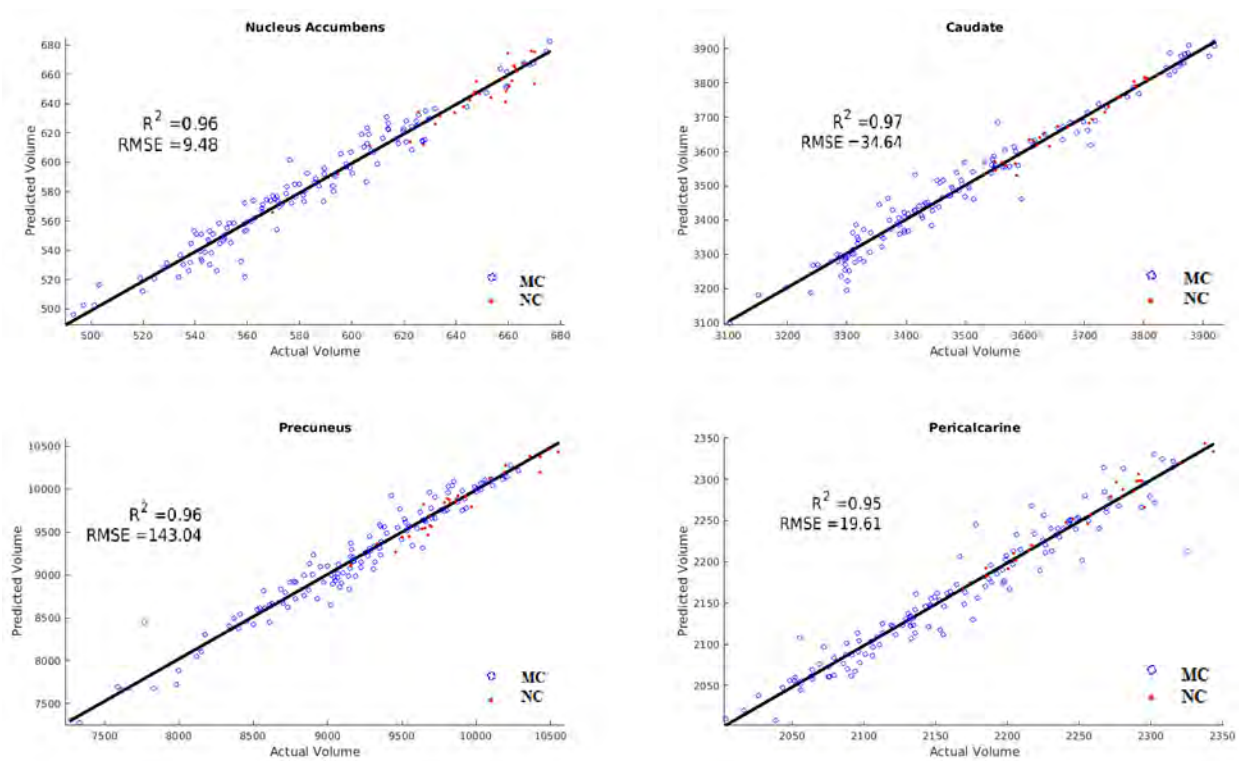 Nucleus Accumbens
Predicted Volume
680
660
640
620
600
580
560
540
520
500
R² =0.96
RMSE =9.48
MC
NC
500 520 540 560 580 600 620 640 660 680
Actual Volume
Caudate
Predicted Volume
3900
3800
3700
3600
3500
3400
3300
3200
3100
R² =0.97
RMSE =34.64
MC
NC
3100 3200 3300 3400 3500 3600 3700 3800 3900
Actual Volume
Precuneus
Predicted Volume
10500
10000
9500
9000
8500
8000
7500
R² =0.96
RMSE =143.04
MC
NC
7500 8000 8500 9000 9500 10000 10500
Actual Volume
Pericalcarine
Predicted Volume
2350
2300
2250
2200
2150
2100
2050
R² =0.95
RMSE =19.61
MC
NC
2050 2100 2150 2200 2250 2300 2350
Actual Volume